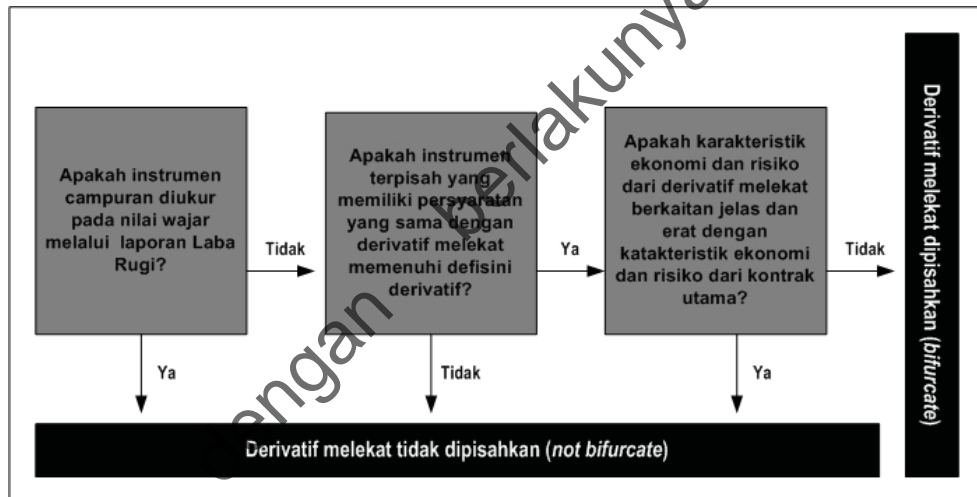 Apakah instrumen
campuran diukur
pada nilai wajar
melalui laporan Laba
Rugi?
Tidak
Ya
Apakah instrumen
terpisah yang
memiliki persyaratan
yang sama dengan
derivatif melekat
memenuhi defisini
derivatif?
Ya
Tidak
Apakah karakteristik
ekonomi dan risiko
dari derivatif melekat
berkaitan jelas dan
erat dengan
katakteristik ekonomi
dan risiko dari kontrak
utama?
Tidak
Ya
Derivatif melekat dipisahkan (bifurcate)
Derivatif melekat tidak dipisahkan (not bifurcate)
dengan berlakunya